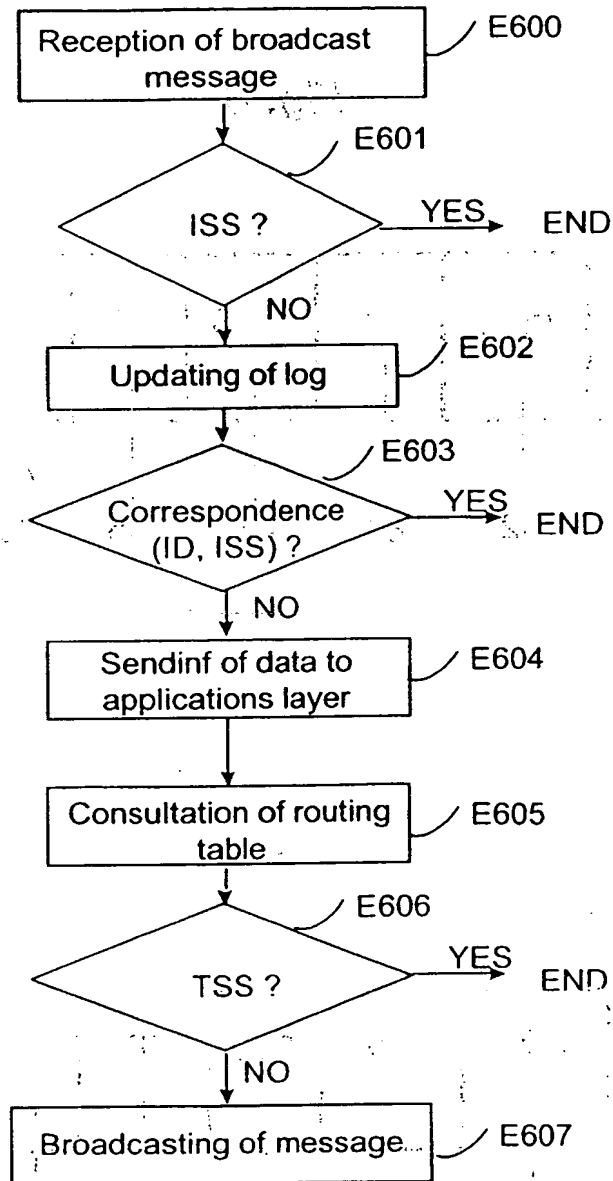 Reception of broadcast
message
E600
E601
ISS ?
YES
END
NO
Updating of log
E602
E603
Correspondence
(ID, ISS) ?
YES
END
NO
Sendinf of data to
applications layer
E604
Consultation of routing
table
E605
E606
TSS ?
YES
END
NO
Broadcasting of message
E607